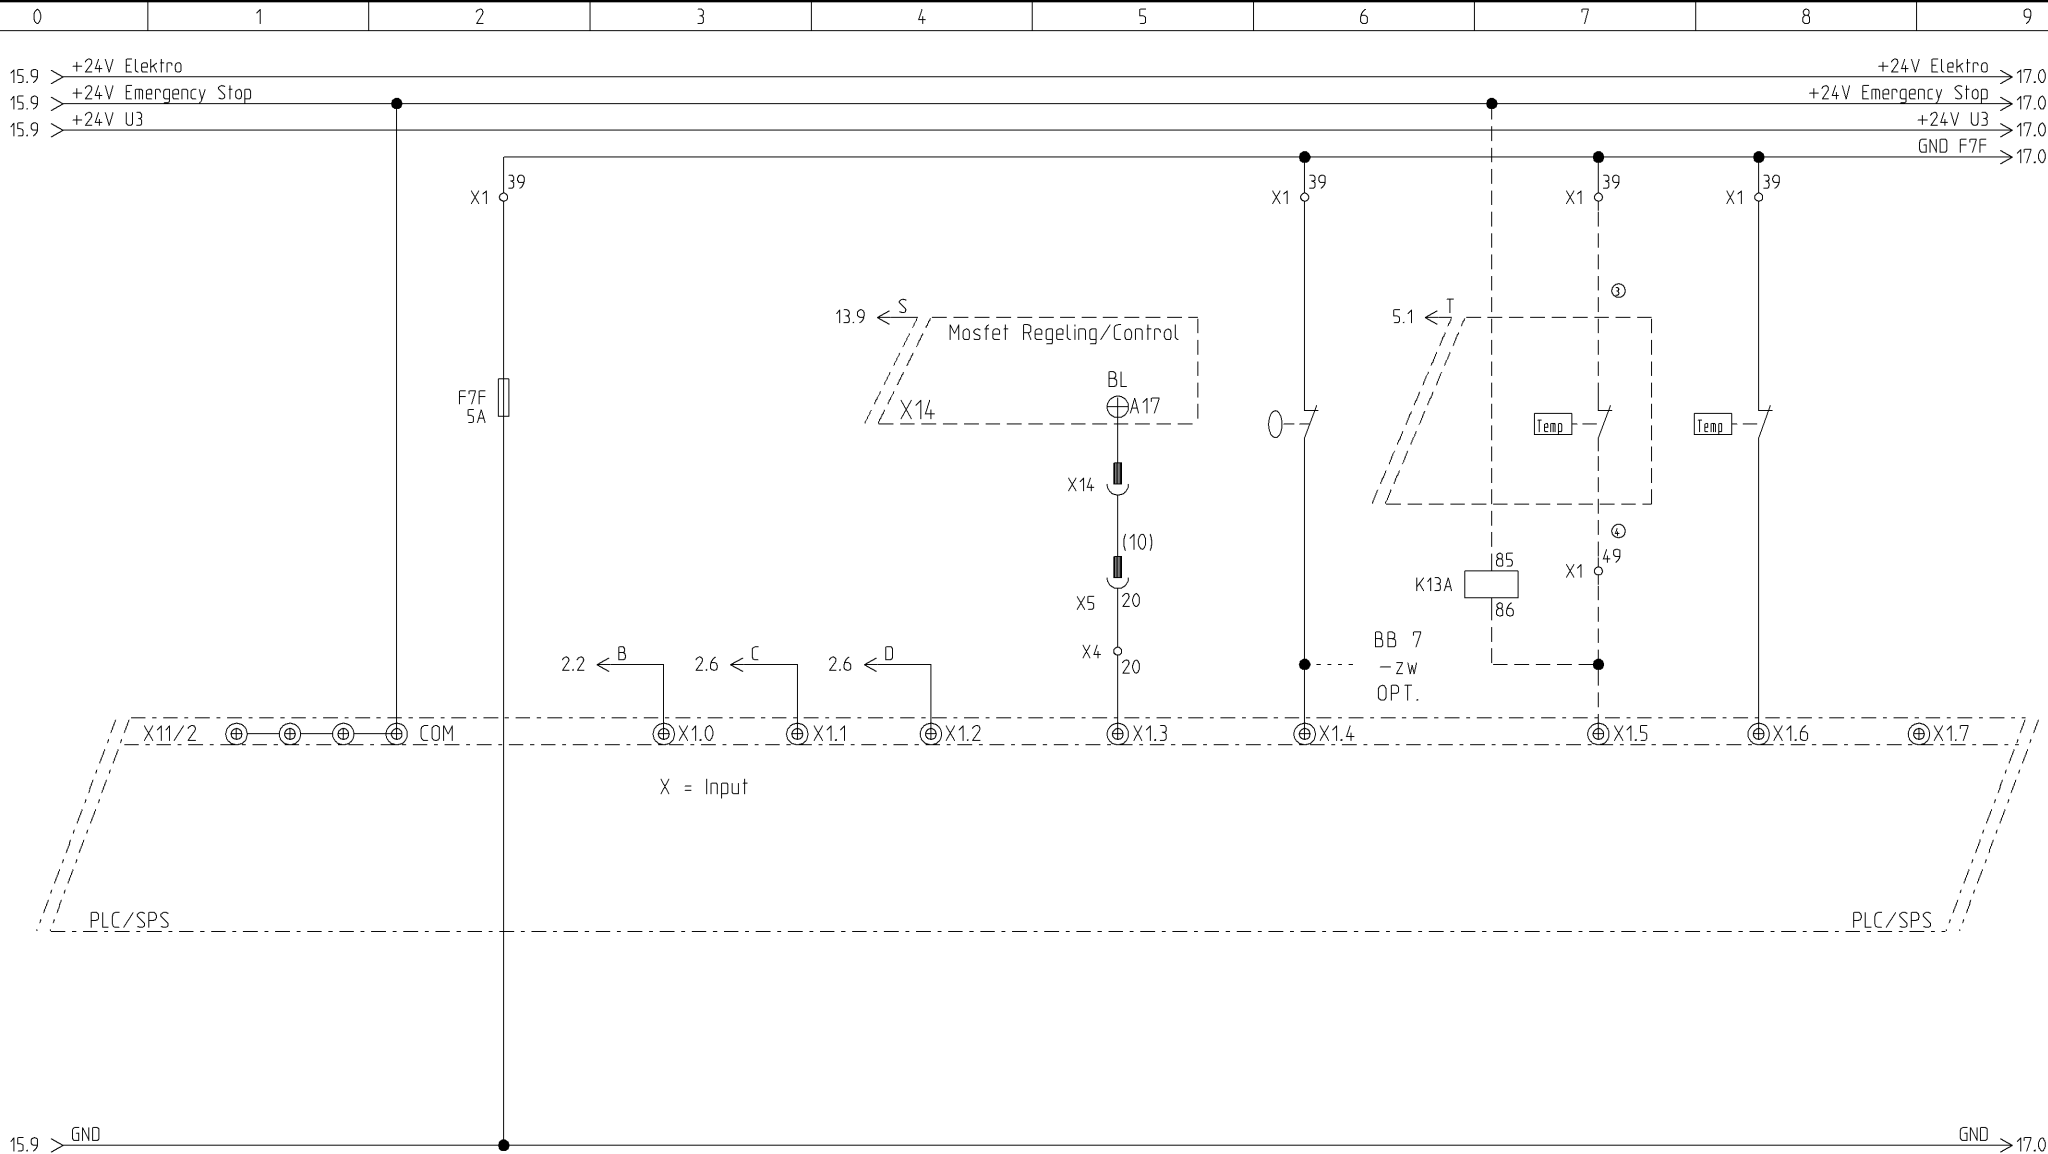 0 1 2 3 4 5 6 7 8 9
15.9 +24V Elektro +24V Elektro 17.0
15.9 +24V Emergency Stop +24V Emergency Stop 17.0
15.9 +24V U3 +24V U3 17.0
GND F7F 17.0
39 39 39 39
X1 X1 X1 X1
3
13.9 S 5.1 T
Mosfet Regeling/Control
BL
X14 A17
F7F
5A
Temp Temp
X14
4
(10)
49
85
X1
K13A
X5 20
86
BB 7
-zw
OPT.
2.2 B 2.6 C 2.6 D
X4
20
X11/2 COM X1.0 X1.1 X1.2 X1.3 X1.4 X1.5 X1.6 X1.7
X = Input
PLC/SPS PLC/SPS
15.9 GND GND 17.0